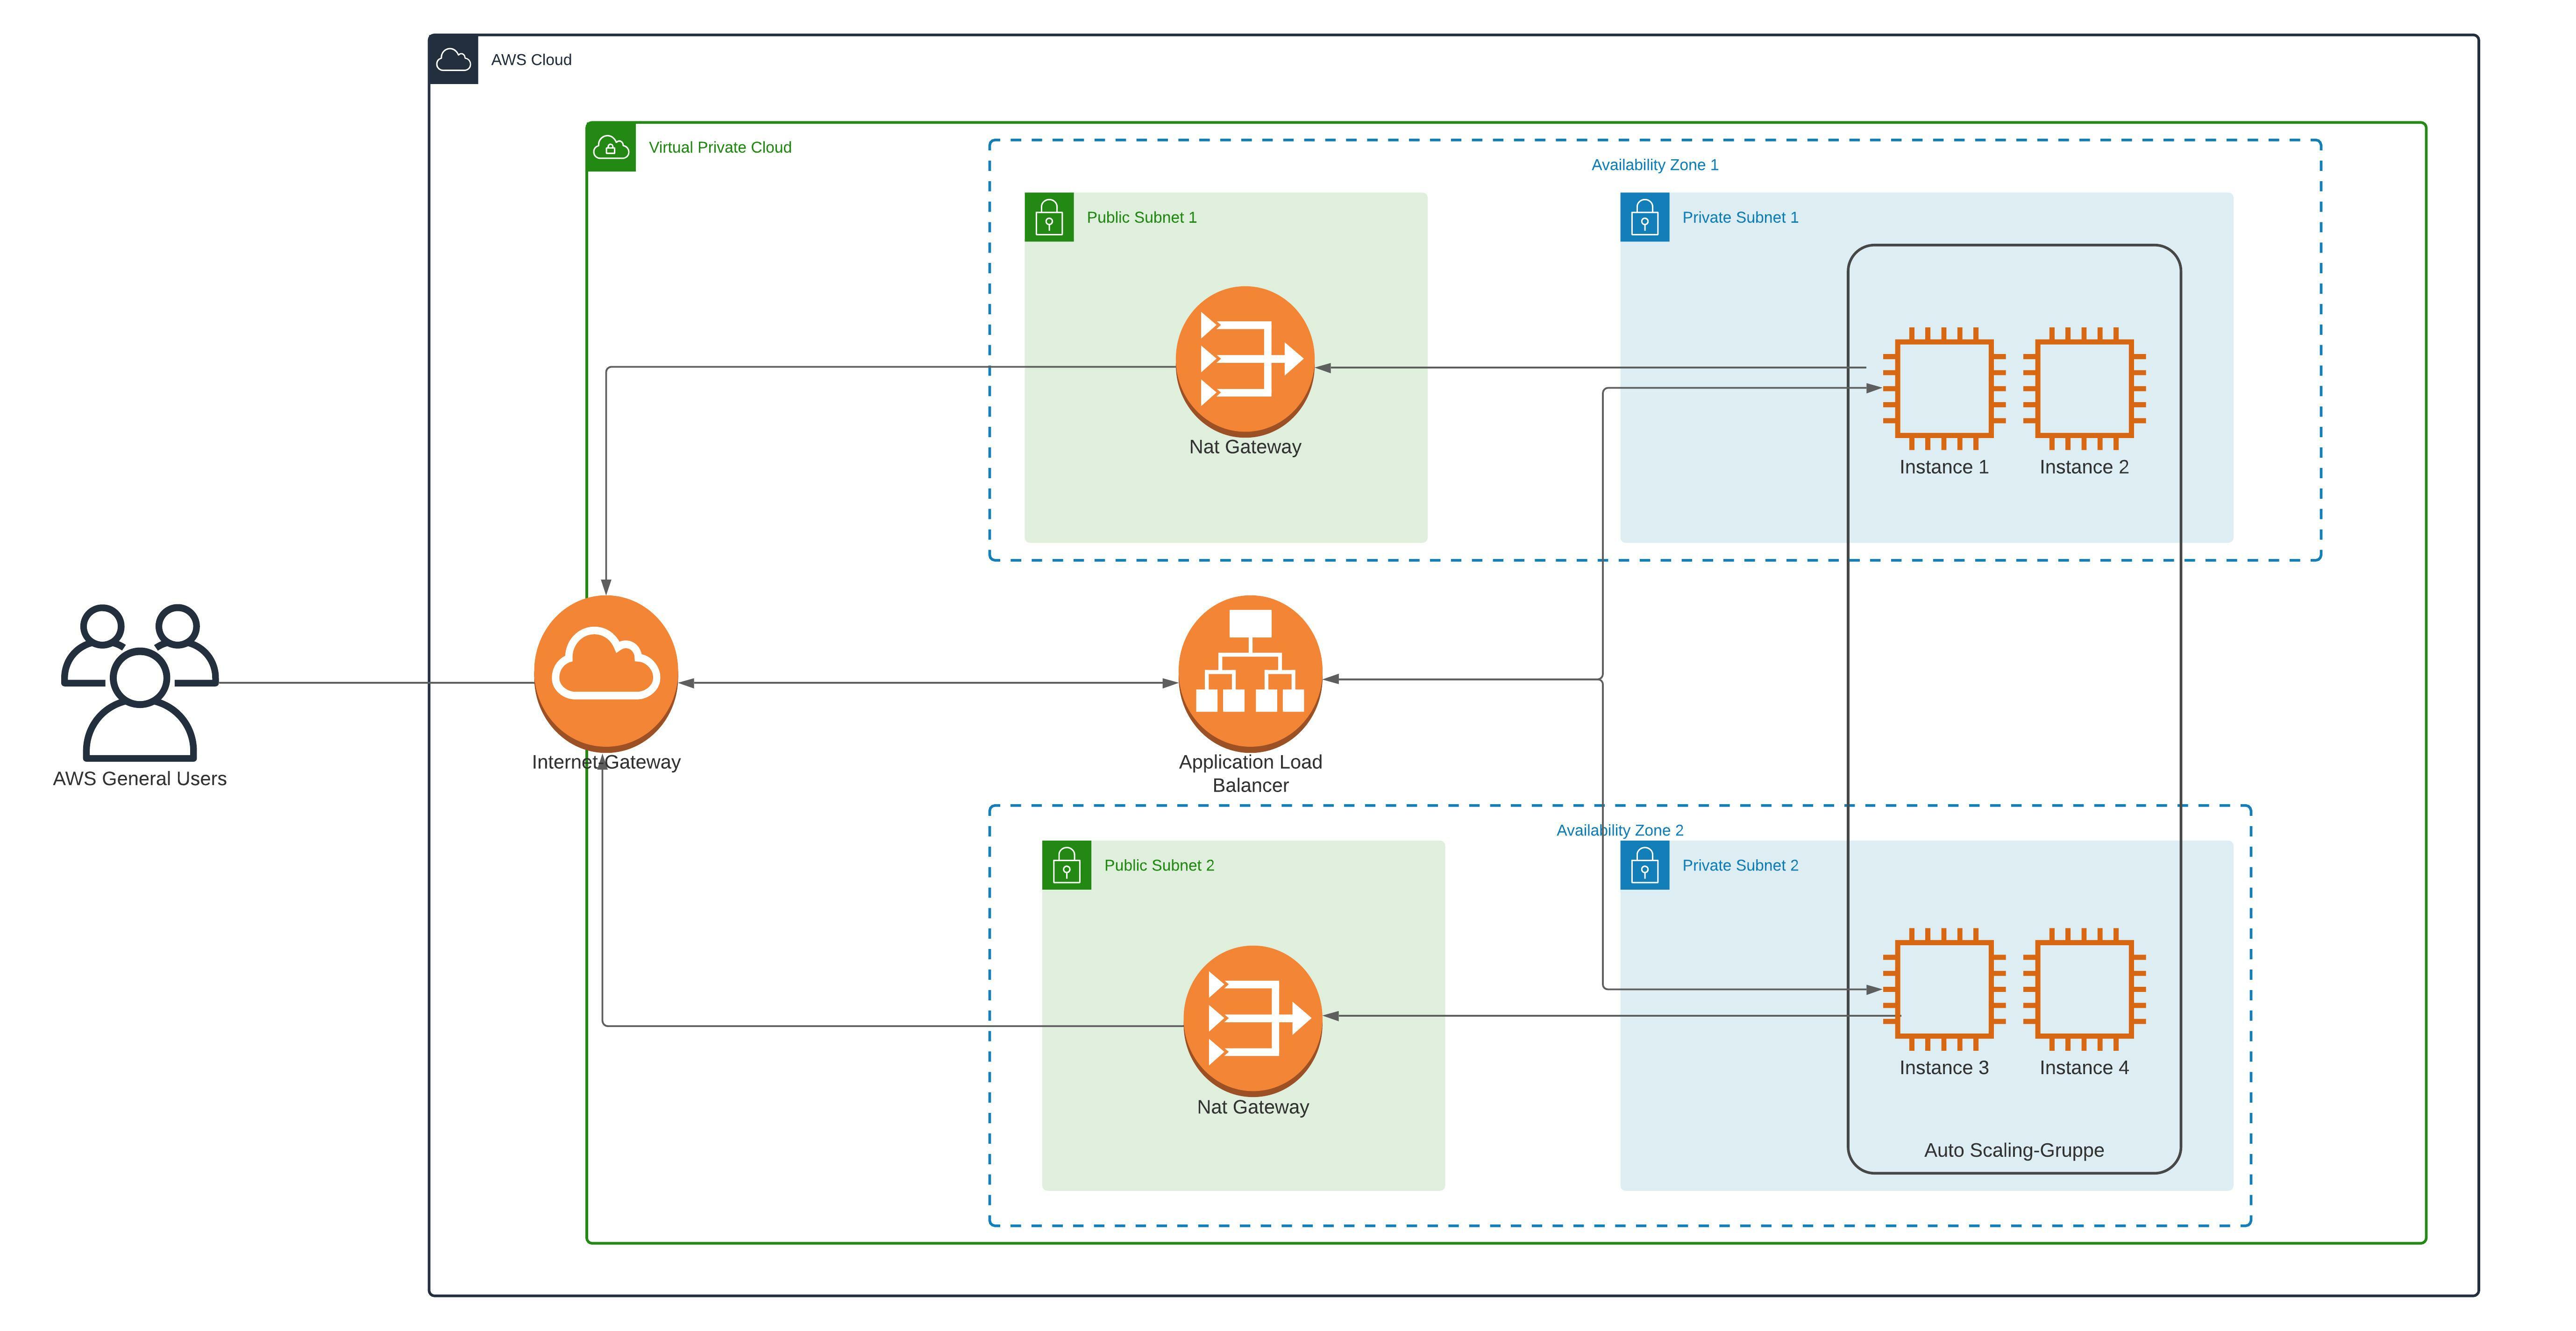 AWS Cloud
Virtual Private Cloud
Availability Zone 1
Public Subnet 1
Private Subnet 1
Nat Gateway
Instance 1
Instance 2
AWS General Users
Internet Gateway
Application Load
Balancer
Availability Zone 2
Public Subnet 2
Private Subnet 2
Nat Gateway
Instance 3
Instance 4
Auto Scaling-Gruppe